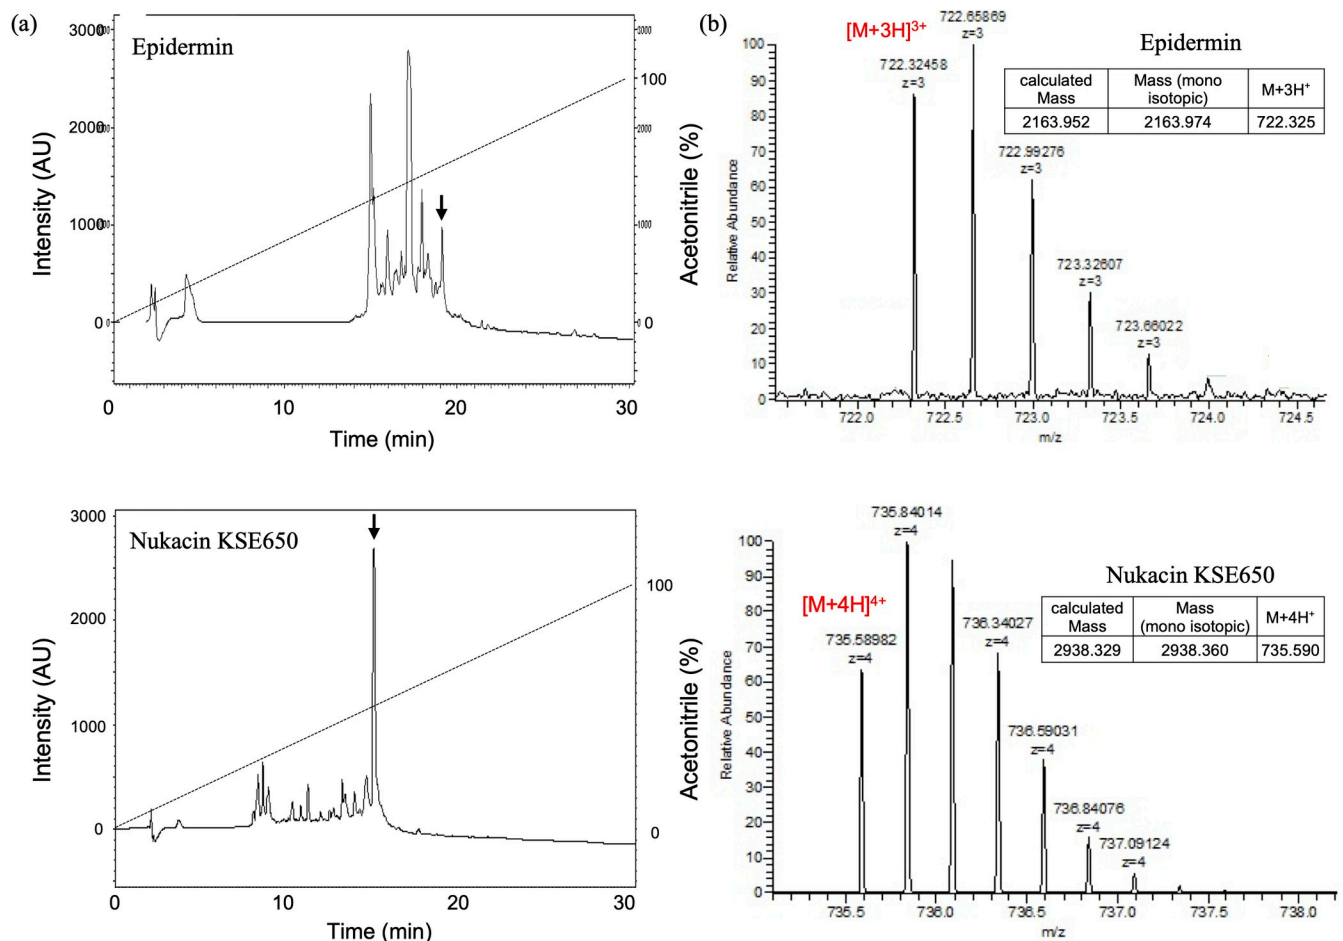 (a)
Epidermin
3000
2000
1000
0
Intensity (AU)
100
0
Acetonitrile (%)
0 10 20 30
Time (min)
(b)
[M+3H]3+
Epidermin
722.65869
z=3
722.32458
z=3
722.99276
z=3
723.32607
z=3
723.66022
z=3
calculated Mass | Mass (mono isotopic) | M+3H+
2163.952 | 2163.974 | 722.325
100
90
80
70
60
50
40
30
20
10
0
Relative Abundance
722.0 722.5 723.0 723.5 724.0 724.5
m/z
Nukacin KSE650
3000
2000
1000
0
Intensity (AU)
100
0
Acetonitrile (%)
0 10 20 30
Time (min)
[M+4H]4+
Nukacin KSE650
735.84014
z=4
735.58982
z=4
736.34027
z=4
736.59031
z=4
736.84076
z=4
737.09124
z=4
calculated Mass | Mass (mono isotopic) | M+4H+
2938.329 | 2938.360 | 735.590
100
90
80
70
60
50
40
30
20
10
0
Relative Abundance
735.5 736.0 736.5 737.0 737.5 738.0
m/z